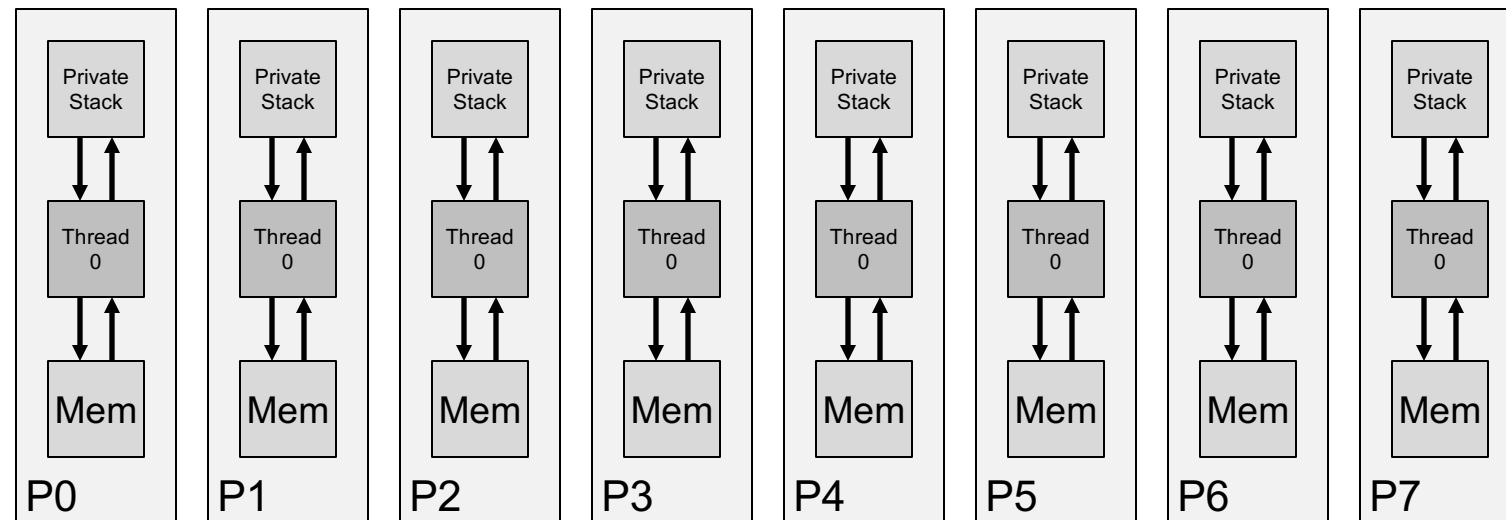 Private
Stack
Thread
0
Mem
P0
Private
Stack
Thread
0
Mem
P1
Private
Stack
Thread
0
Mem
P2
Private
Stack
Thread
0
Mem
P3
Private
Stack
Thread
0
Mem
P4
Private
Stack
Thread
0
Mem
P5
Private
Stack
Thread
0
Mem
P6
Private
Stack
Thread
0
Mem
P7